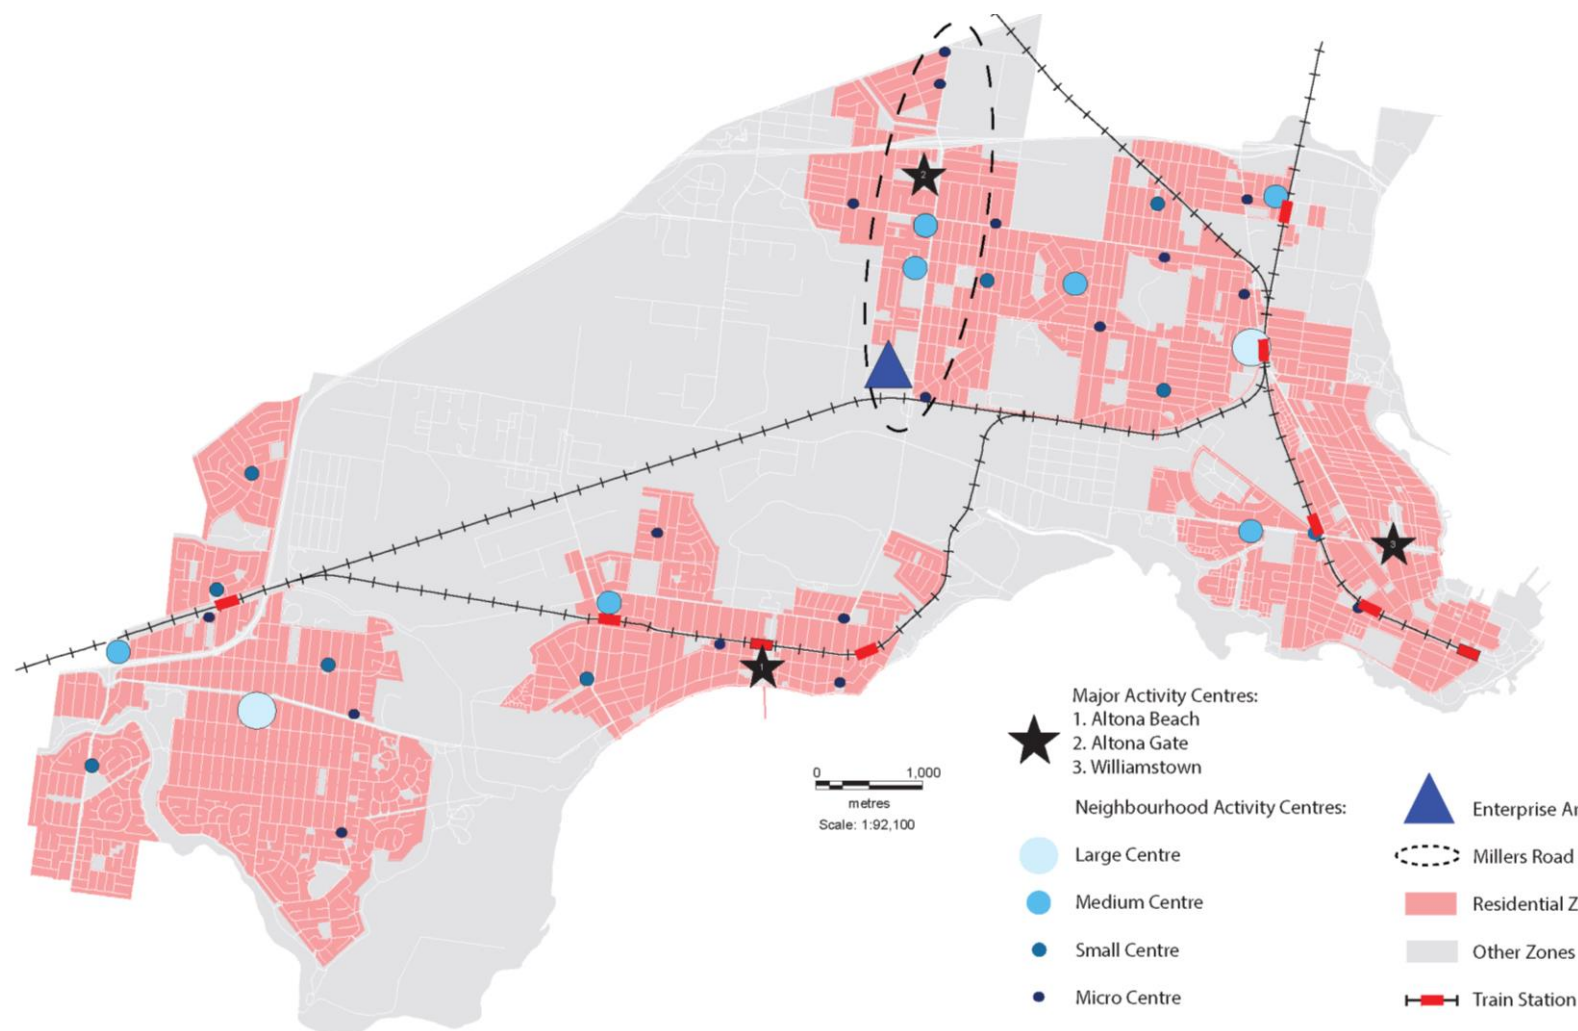 2
3
1
Major Activity Centres:
1. Altona Beach
2. Altona Gate
3. Williamstown
0 1,000
metres
Scale: 1:92,100
Neighbourhood Activity Centres:
Large Centre
Medium Centre
Small Centre
Micro Centre
Enterprise Ar
Millers Road
Residential Z
Other Zones
Train Station